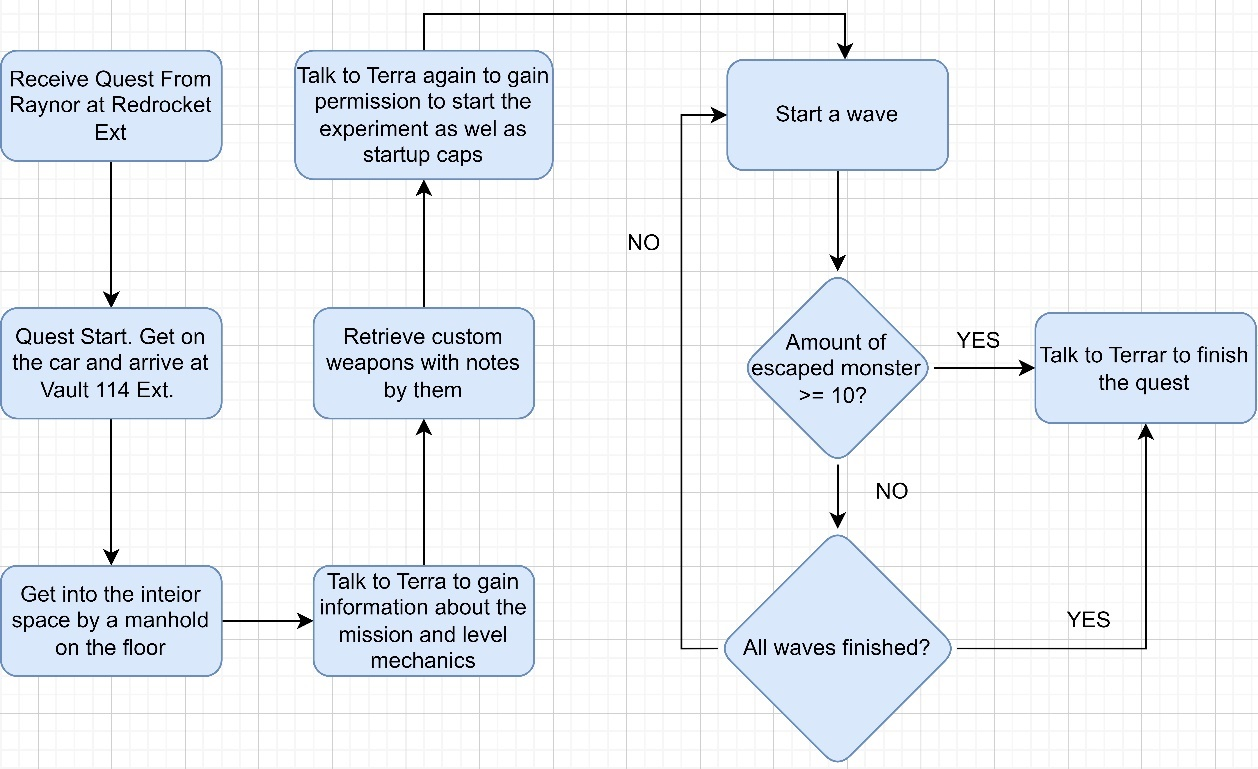 Receive Quest From
Raynor at Redrocket
Ext
Quest Start. Get on
the car and arrive at
Vault 114 Ext.
Get into the inteior
space by a manhold
on the floor
Talk to Terra to gain
information about the
mission and level
mechanics
Retrieve custom
weapons with notes
by them
Talk to Terra again to gain
permission to start the
experiment as wel as
startup caps
Start a wave
Amount of
escaped monster
>= 10?
YES
Talk to Terrar to finish
the quest
NO
All waves finished?
YES
NO